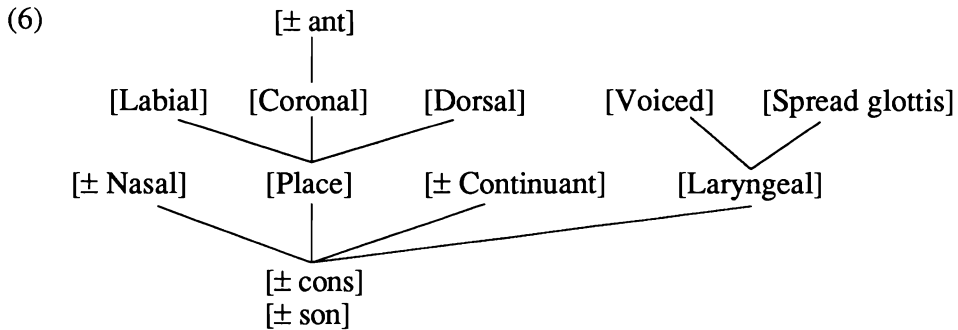 (6) [± ant]
[Labial] [Coronal] [Dorsal] [Voiced] [Spread glottis]
[± Nasal] [Place] [± Continuant] [Laryngeal]
[± cons]
[± son]